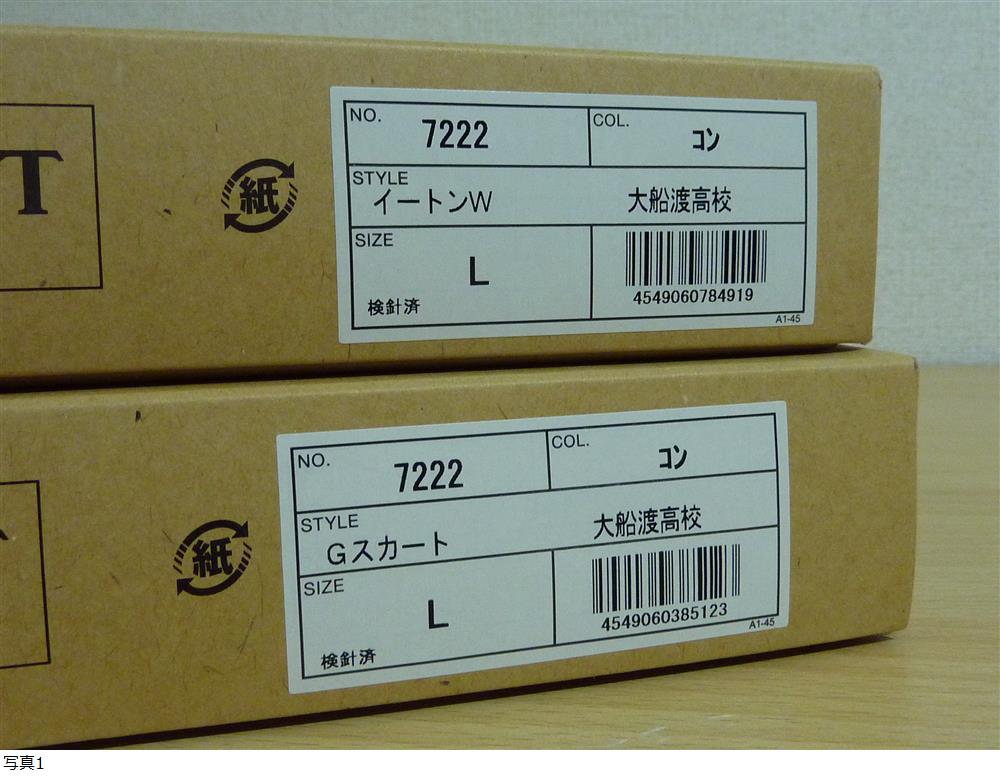 T
紙
NO. 7222 COL. コン
STYLE イートンW 大船渡高校
SIZE L
検針済
4549060784919
A1-45
紙
NO. 7222 COL. コン
STYLE Gスカート 大船渡高校
SIZE L
検針済
4549060385123
A1-45
写真1